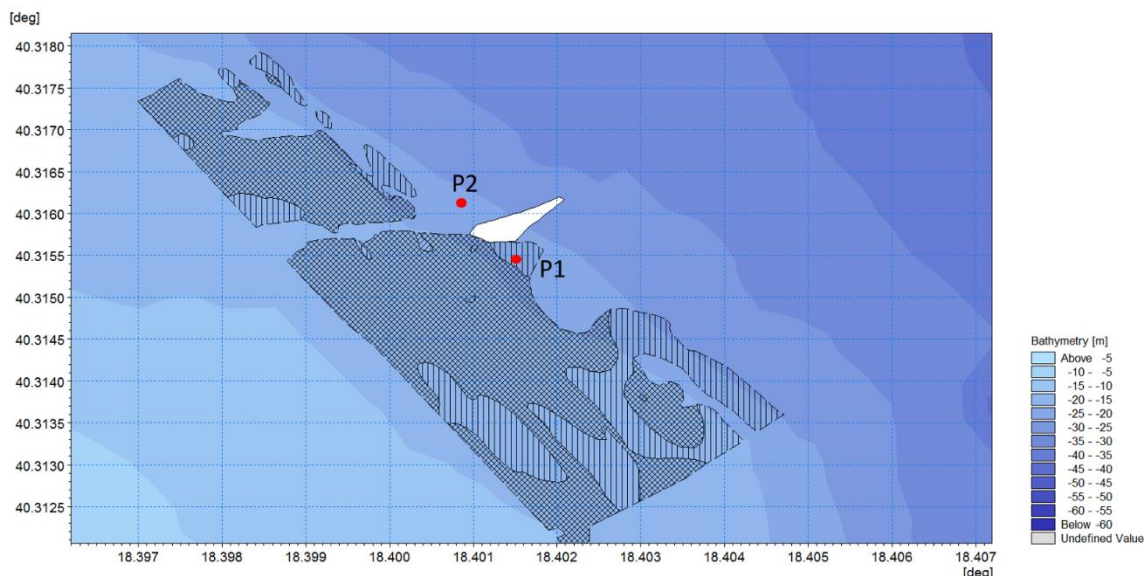 [deg]
40.3180
40.3175
40.3170
40.3165
40.3160
40.3155
40.3150
40.3145
40.3140
40.3135
40.3130
40.3125
P2
P1
18.397 18.398 18.399 18.400 18.401 18.402 18.403 18.404 18.405 18.406 18.407
[deg]
Bathymetry [m]
Above -5
-10 - -5
-15 - -10
-20 - -15
-25 - -20
-30 - -25
-35 - -30
-40 - -35
-45 - -40
-50 - -45
-55 - -50
-60 - -55
Below -60
Undefined Value